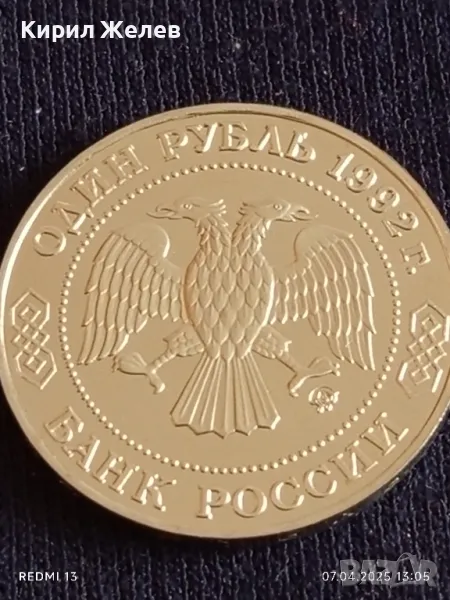 Кирил Желев
ОДИН РУБЛЬ 1992 г.
БАНК РОССИИ
REDMI 13
07.04.2025 13:05